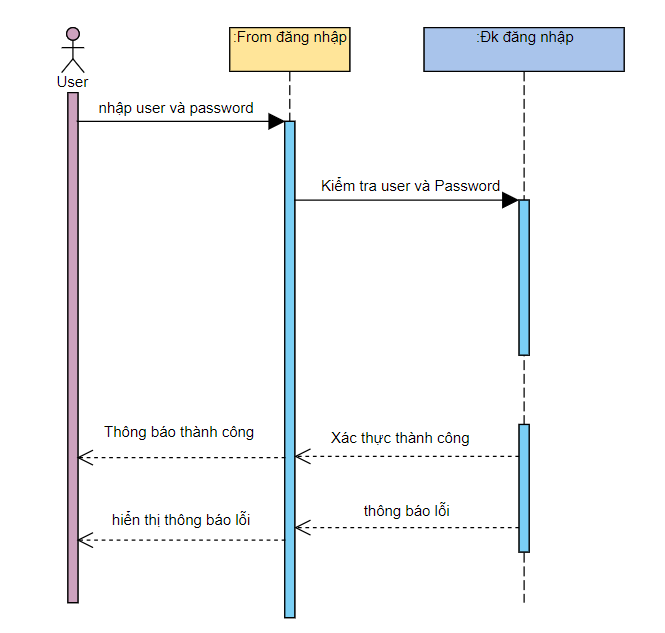 :From đăng nhập
:Đk đăng nhập
User
nhập user và password
Kiểm tra user và Password
Thông báo thành công
Xác thực thành công
thông báo lỗi
hiển thị thông báo lỗi